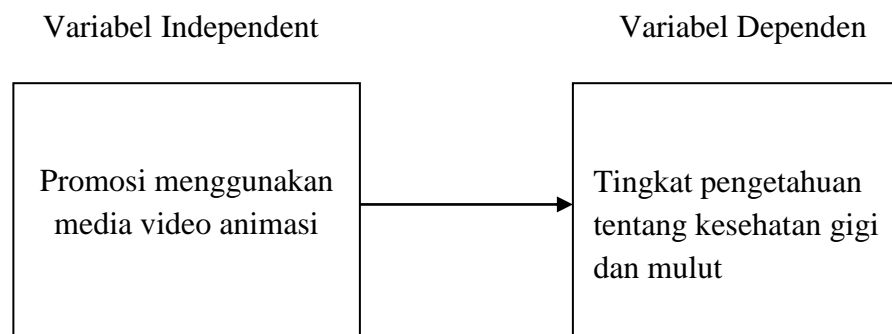 Variabel Independent
Variabel Dependen
Promosi menggunakan
media video animasi
Tingkat pengetahuan
tentang kesehatan gigi
dan mulut